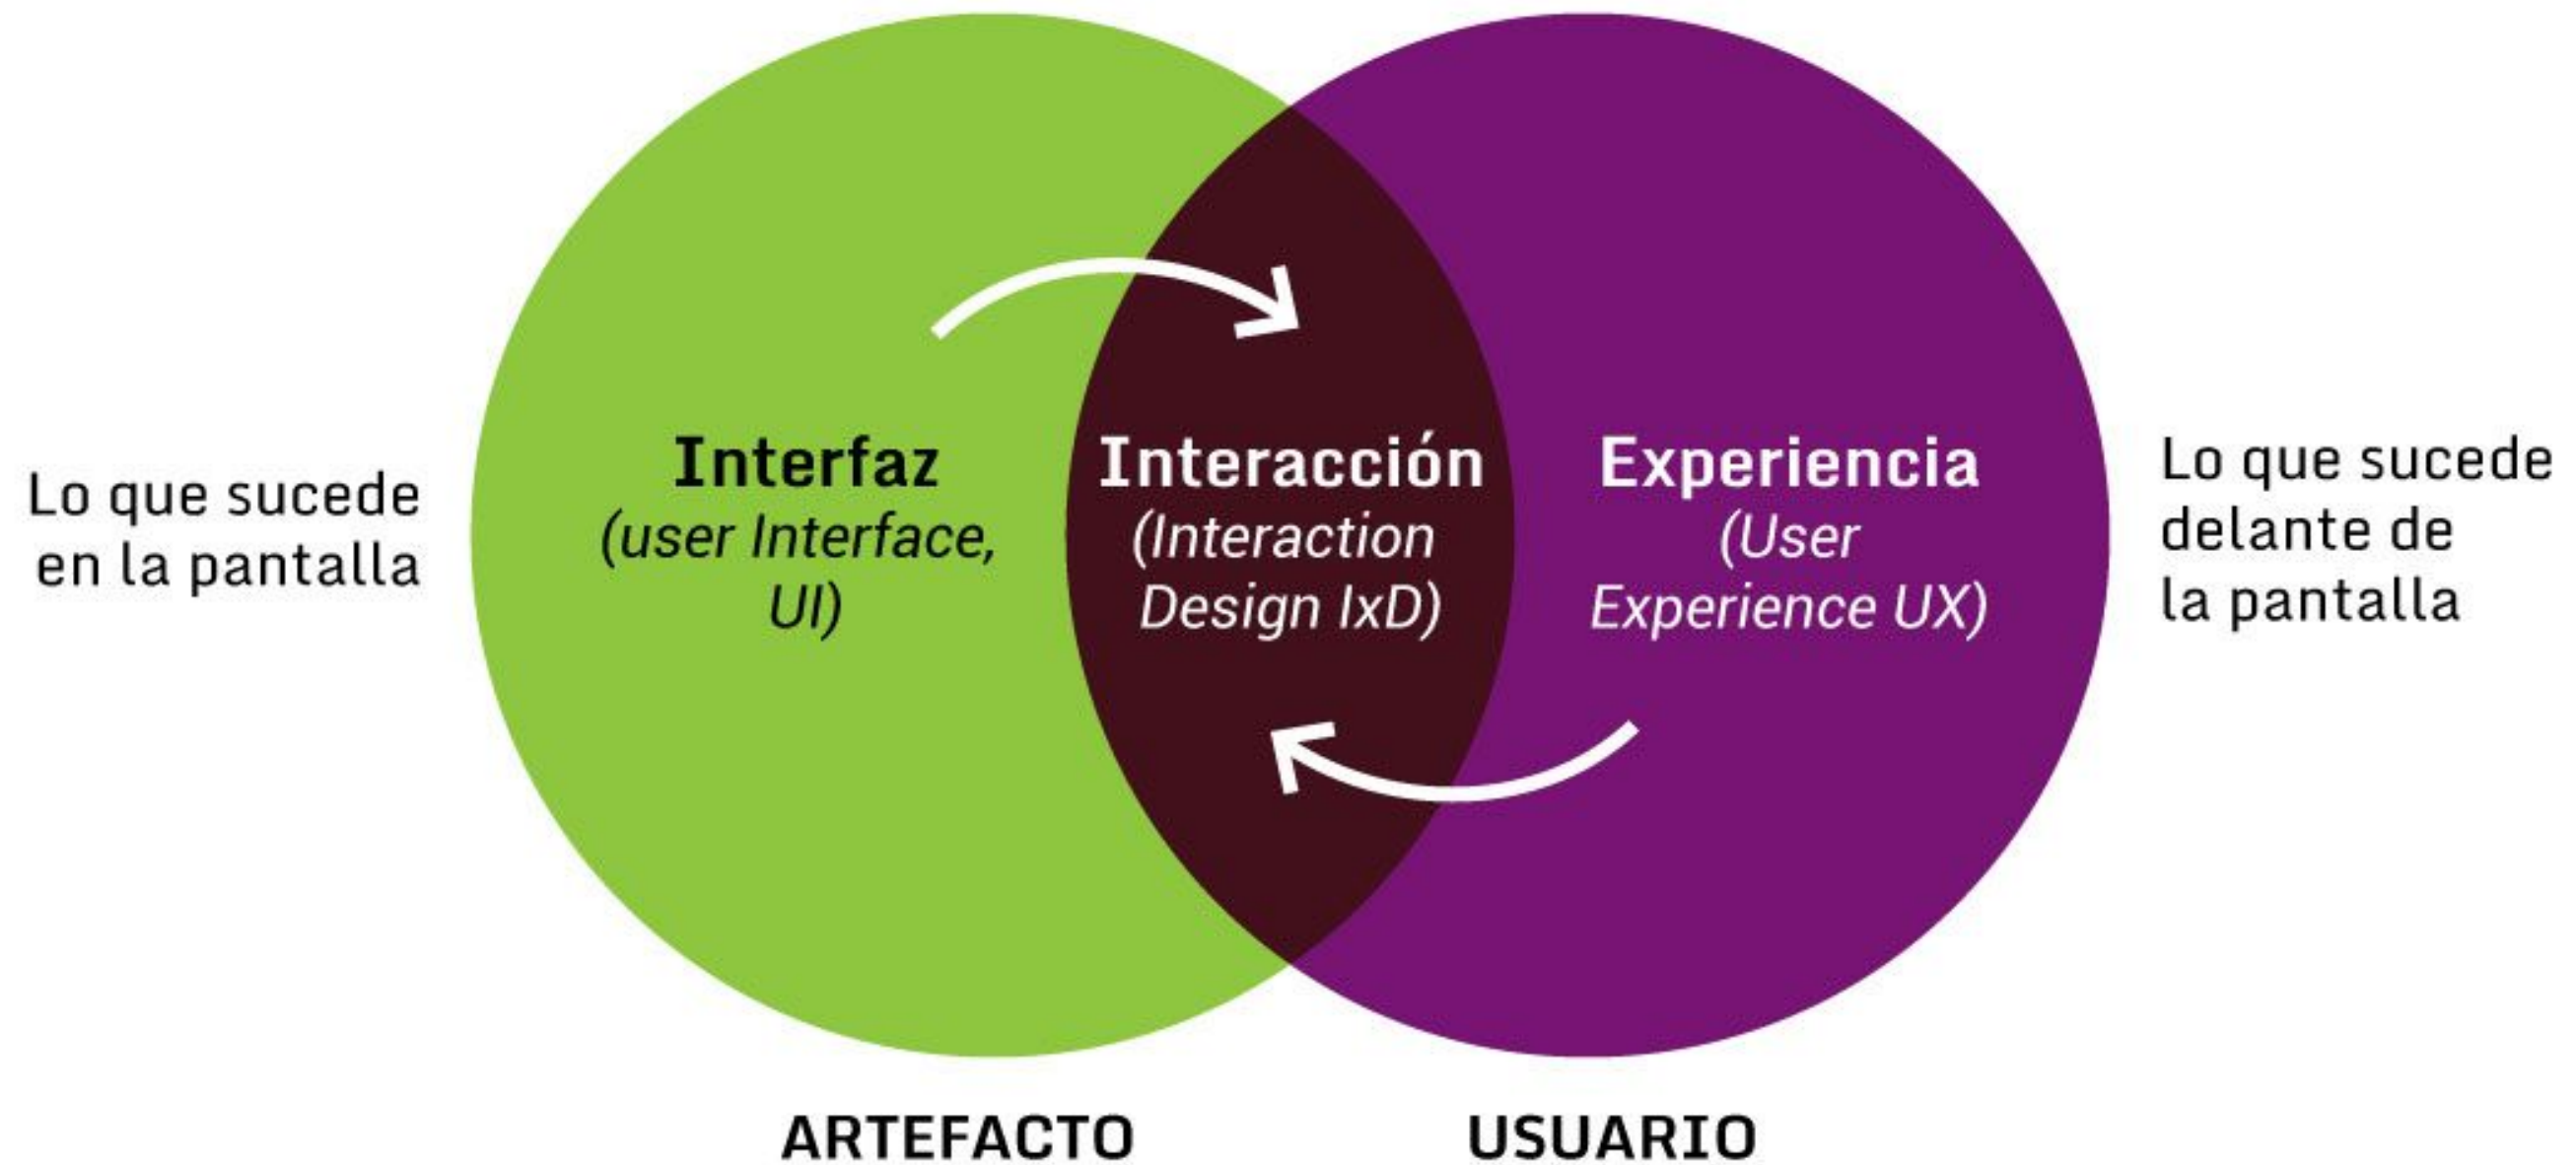 Lo que sucede
en la pantalla
Interfaz
(user Interface,
UI)
Interacción
(Interaction
Design IxD)
Experiencia
(User
Experience UX)
Lo que sucede
delante de
la pantalla
ARTEFACTO
USUARIO